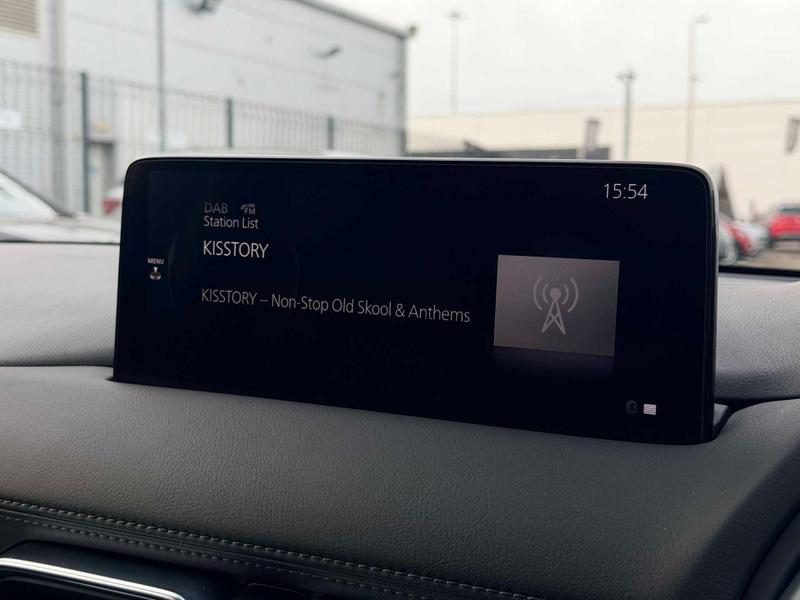 15:54
DAB FM
Station List
KISSTORY
MENU
KISSTORY -- Non-Stop Old Skool & Anthems